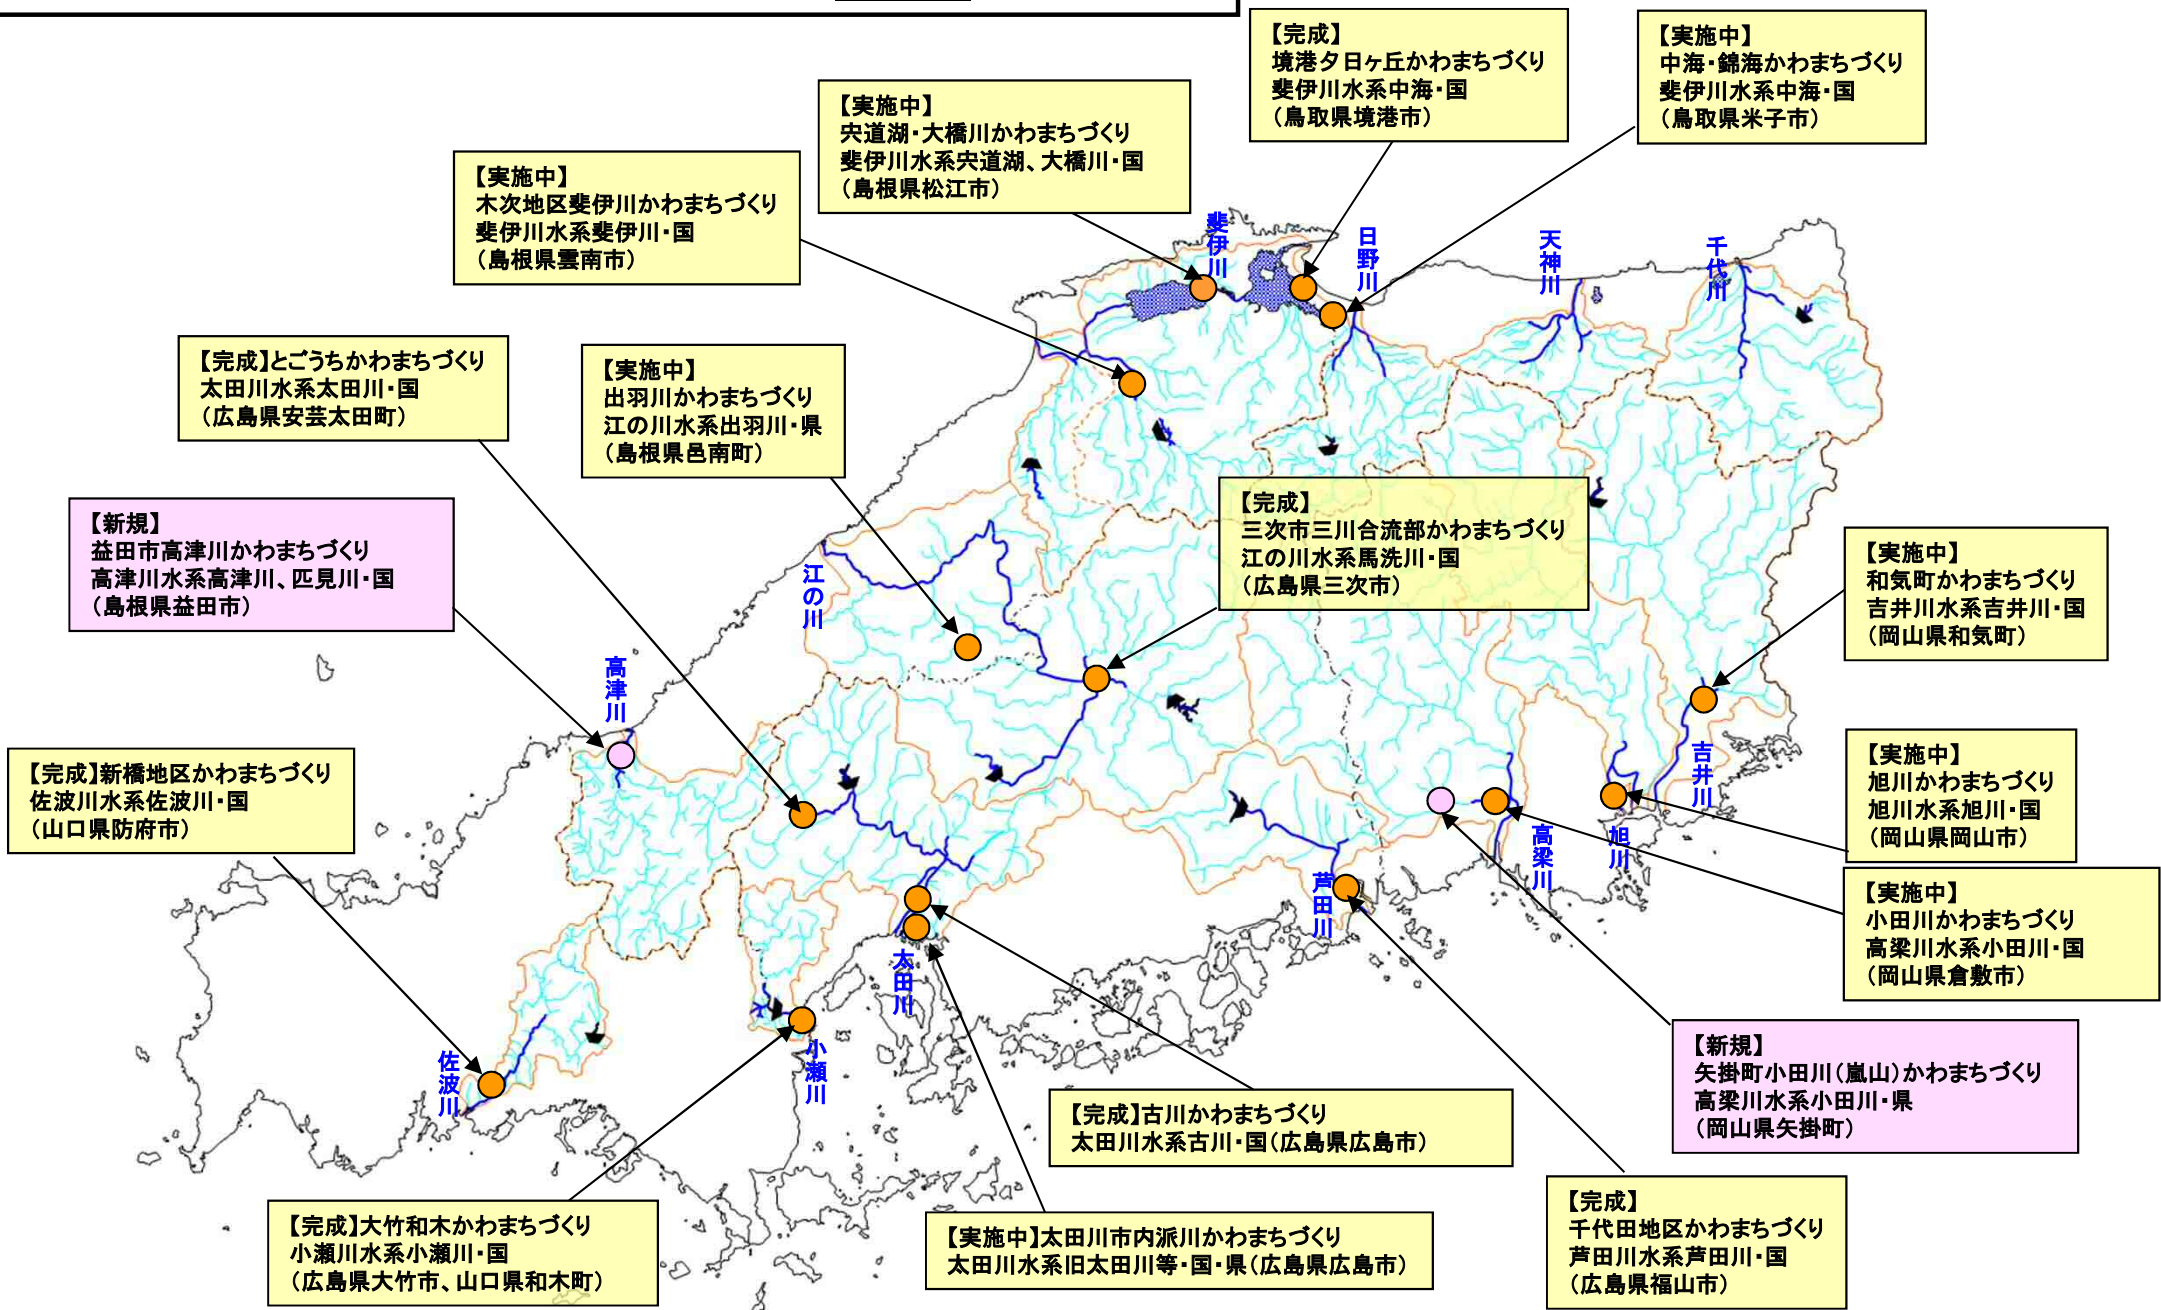 【完成】
境港夕日ヶ丘かわまちづくり
斐伊川水系中海・国
（鳥取県境港市）
【実施中】
中海・錦海かわまちづくり
斐伊川水系中海・国
（鳥取県米子市）
【実施中】
宍道湖・大橋川かわまちづくり
斐伊川水系宍道湖、大橋川・国
（島根県松江市）
【実施中】
木次地区斐伊川かわまちづくり
斐伊川水系斐伊川・国
（島根県雲南市）
斐伊川
日野川
天神川
千代川
【完成】とごうちかわまちづくり
太田川水系太田川・国
（広島県安芸太田町）
【実施中】
出羽川かわまちづくり
江の川水系出羽川・県
（島根県邑南町）
【完成】
三次市三川合流部かわまちづくり
江の川水系馬洗川・国
（広島県三次市）
【新規】
益田市高津川かわまちづくり
高津川水系高津川、匹見川・国
（島根県益田市）
江の川
高津川
【実施中】
和気町かわまちづくり
吉井川水系吉井川・国
（岡山県和気町）
【完成】新橋地区かわまちづくり
佐波川水系佐波川・国
（山口県防府市）
吉井川
旭川
高梁川
芦田川
【実施中】
旭川かわまちづくり
旭川水系旭川・国
（岡山県岡山市）
【実施中】
小田川かわまちづくり
高梁川水系小田川・国
（岡山県倉敷市）
太田川
小瀬川
佐波川
【新規】
矢掛町小田川（嵐山）かわまちづくり
高梁川水系小田川・県
（岡山県矢掛町）
【完成】古川かわまちづくり
太田川水系古川・国（広島県広島市）
【完成】
千代田地区かわまちづくり
芦田川水系芦田川・国
（広島県福山市）
【完成】大竹和木かわまちづくり
小瀬川水系小瀬川・国
（広島県大竹市、山口県和木町）
【実施中】太田川市内派川かわまちづくり
太田川水系旧太田川等・国・県（広島県広島市）